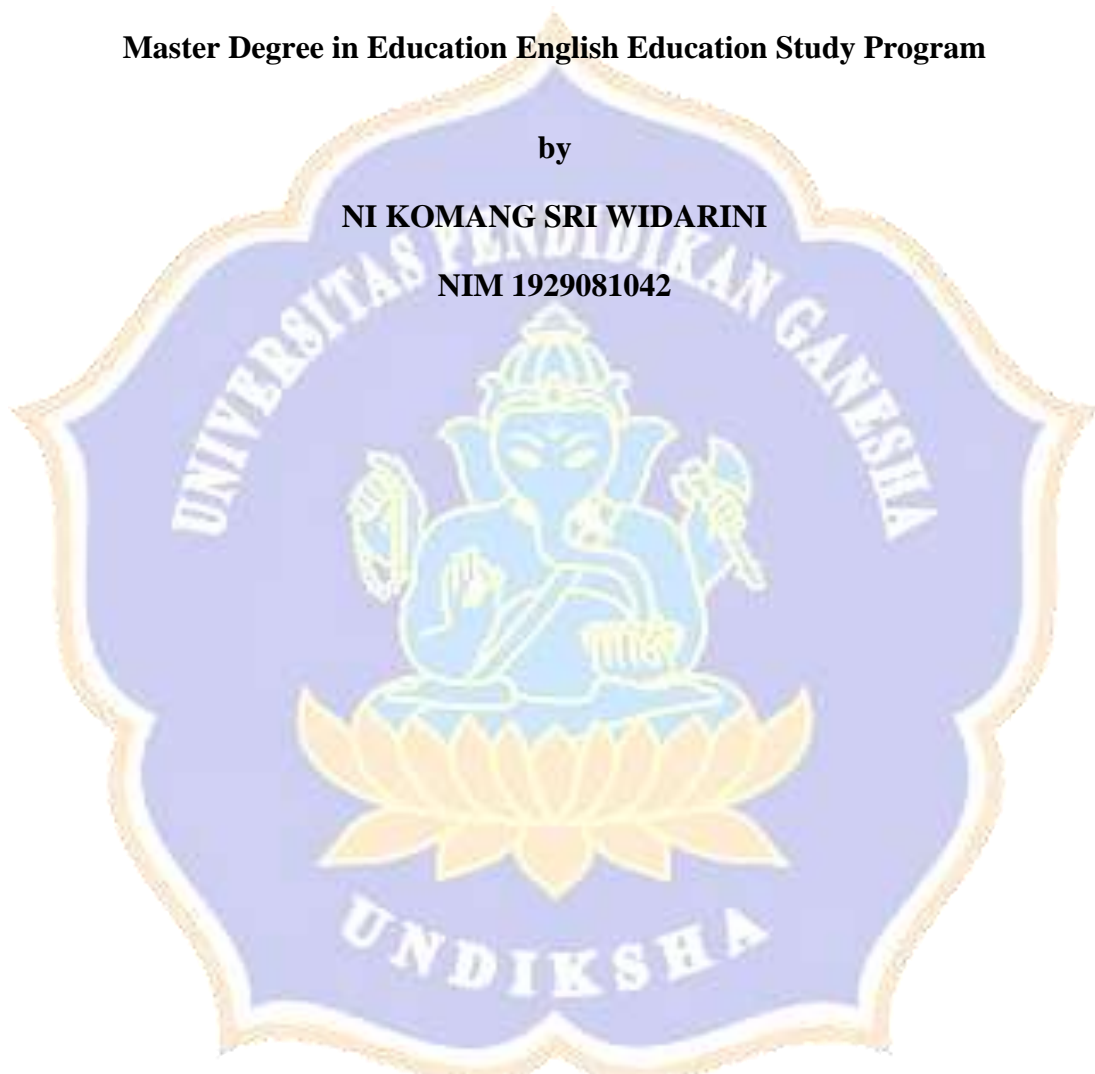 Master Degree in Education English Education Study Program
by
NI KOMANG SRI WIDARINI
NIM 1929081042
UNIVERSITAS PENDIDIKAN GANESHA
UNDIKSHA